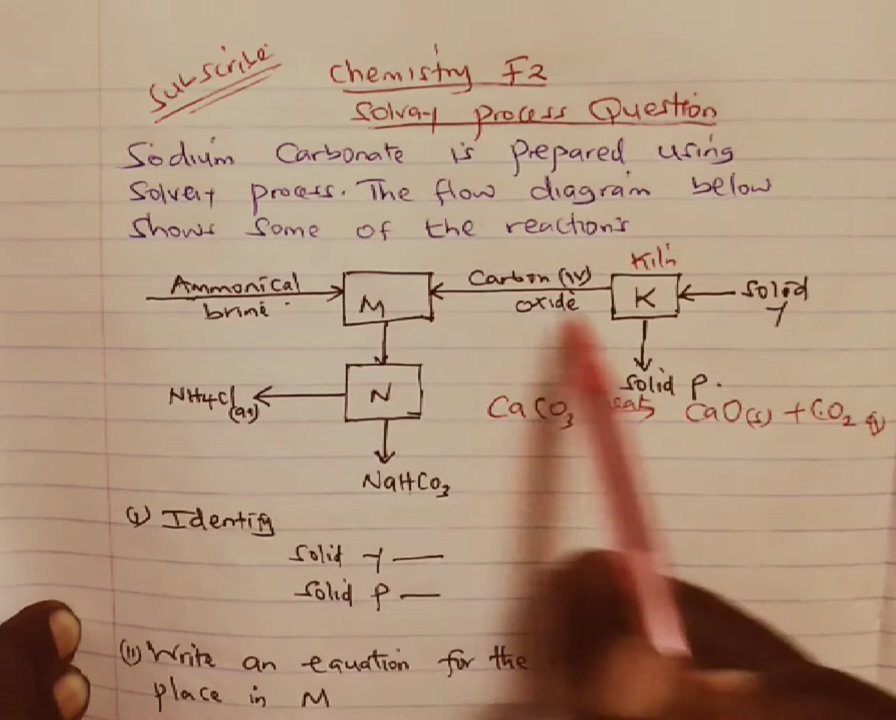 Subscribe
Chemistry F2
Solvay process Question
Sodium Carbonate is prepared using
Solvay process. The flow diagram below
shows some of the reactions
Kiln
Ammonical
brine
M
Carbon (iv)
oxide
K
Solid
Y
Solid P.
NH4Cl(aq)
N
CaCO3 CaO(s) + CO2 (g)
NaHCO3
(i) Identify
Solid Y —
Solid P —
(ii) Write an equation for the
place in M